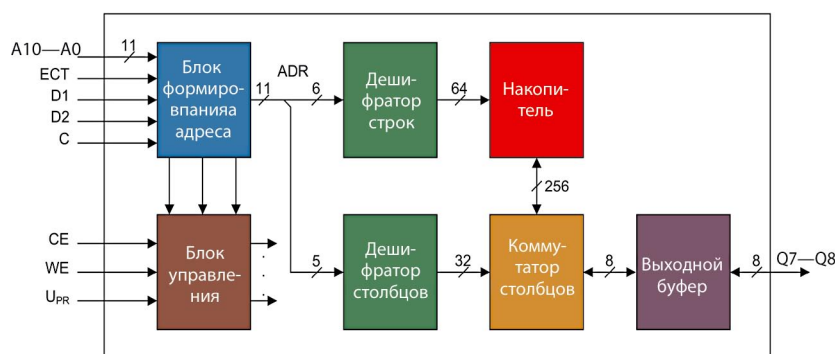 A10—A0
11
ECT
D1
D2
C
Блок
формиро-
впанияа
адреса
11
ADR
6
Деши-
фратор
строк
64
Накопи-
тель
256
CE
WE
UPR
Блок
управле-
ния
5
Деши-
фратор
столбцов
32
Комму-
татор
столбцов
8
Выходной
буфер
8
Q7—Q8